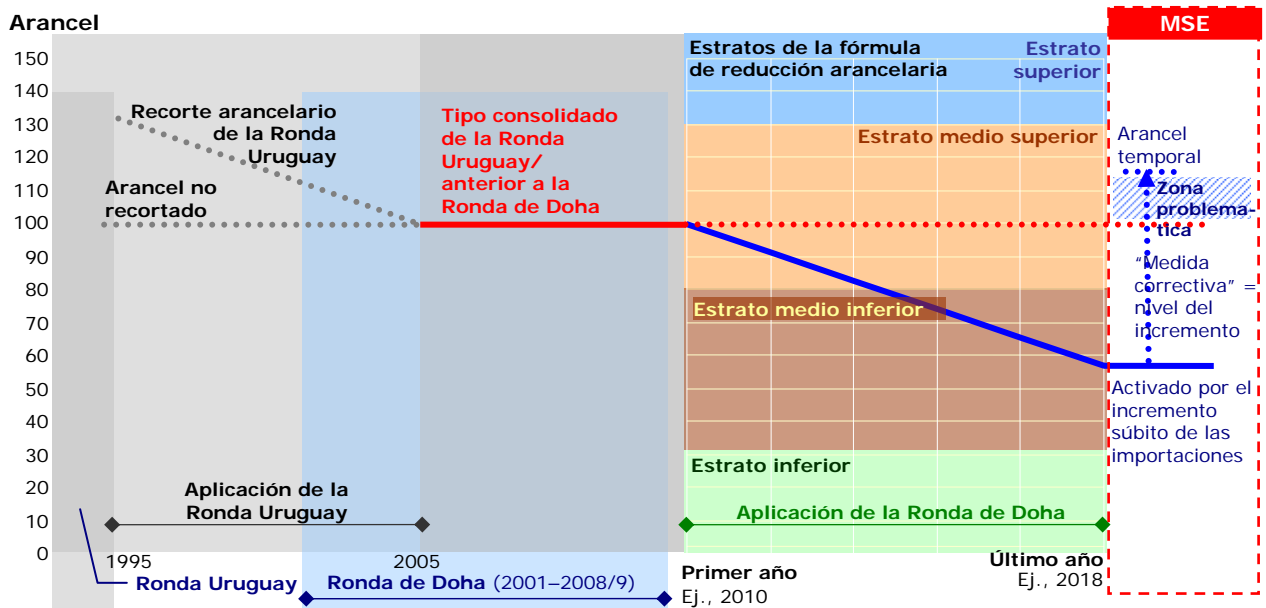 Arancel
150
140
130
120
110
100
90
80
70
60
50
40
30
20
10
0
Recorte arancelario
de la Ronda
Uruguay
Arancel no
recortado
Tipo consolidado
de la Ronda
Uruguay/
anterior a la
Ronda de Doha
Estratos de la fórmula
de reducción arancelaria
Estrato
superior
Estrato medio superior
Estrato medio inferior
Estrato inferior
Aplicación de la
Ronda Uruguay
Aplicación de la Ronda de Doha
1995
2005
Ronda Uruguay
Ronda de Doha (2001–2008/9)
Primer año
Ej., 2010
Último año
Ej., 2018
MSE
Arancel
temporal
Zona
problema-
tica
“Medida
correctiva” =
nivel del
incremento
Activado por el
incremento
súbito de las
importaciones